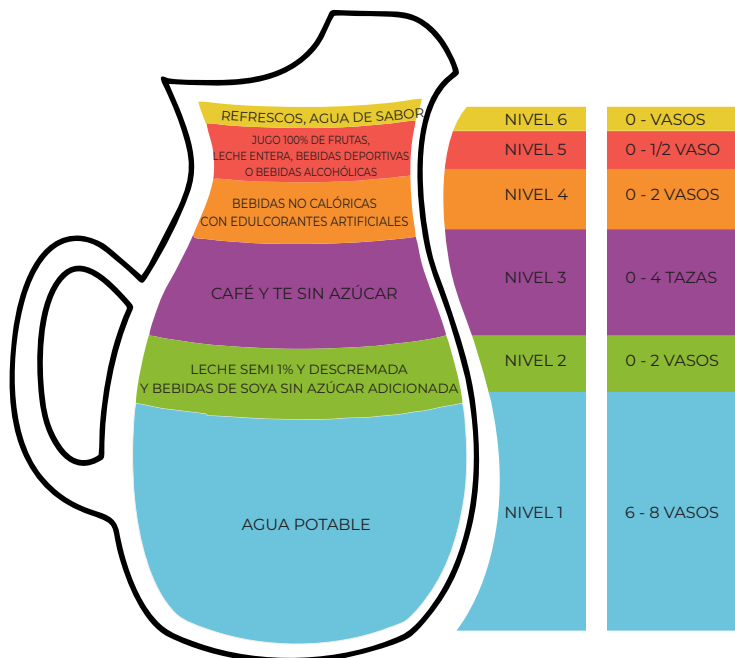 REFRESCOS, AGUA DE SABOR
NIVEL 6
0 - VASOS
JUGO 100% DE FRUTAS,
LECHE ENTERA, BEBIDAS DEPORTIVAS
O BEBIDAS ALCOHÓLICAS
NIVEL 5
0 - 1/2 VASO
BEBIDAS NO CALÓRICAS
CON EDULCORANTES ARTIFICIALES
NIVEL 4
0 - 2 VASOS
CAFÉ Y TE SIN AZÚCAR
NIVEL 3
0 - 4 TAZAS
LECHE SEMI 1% Y DESCREMADA
Y BEBIDAS DE SOYA SIN AZÚCAR ADICIONADA
NIVEL 2
0 - 2 VASOS
AGUA POTABLE
NIVEL 1
6 - 8 VASOS